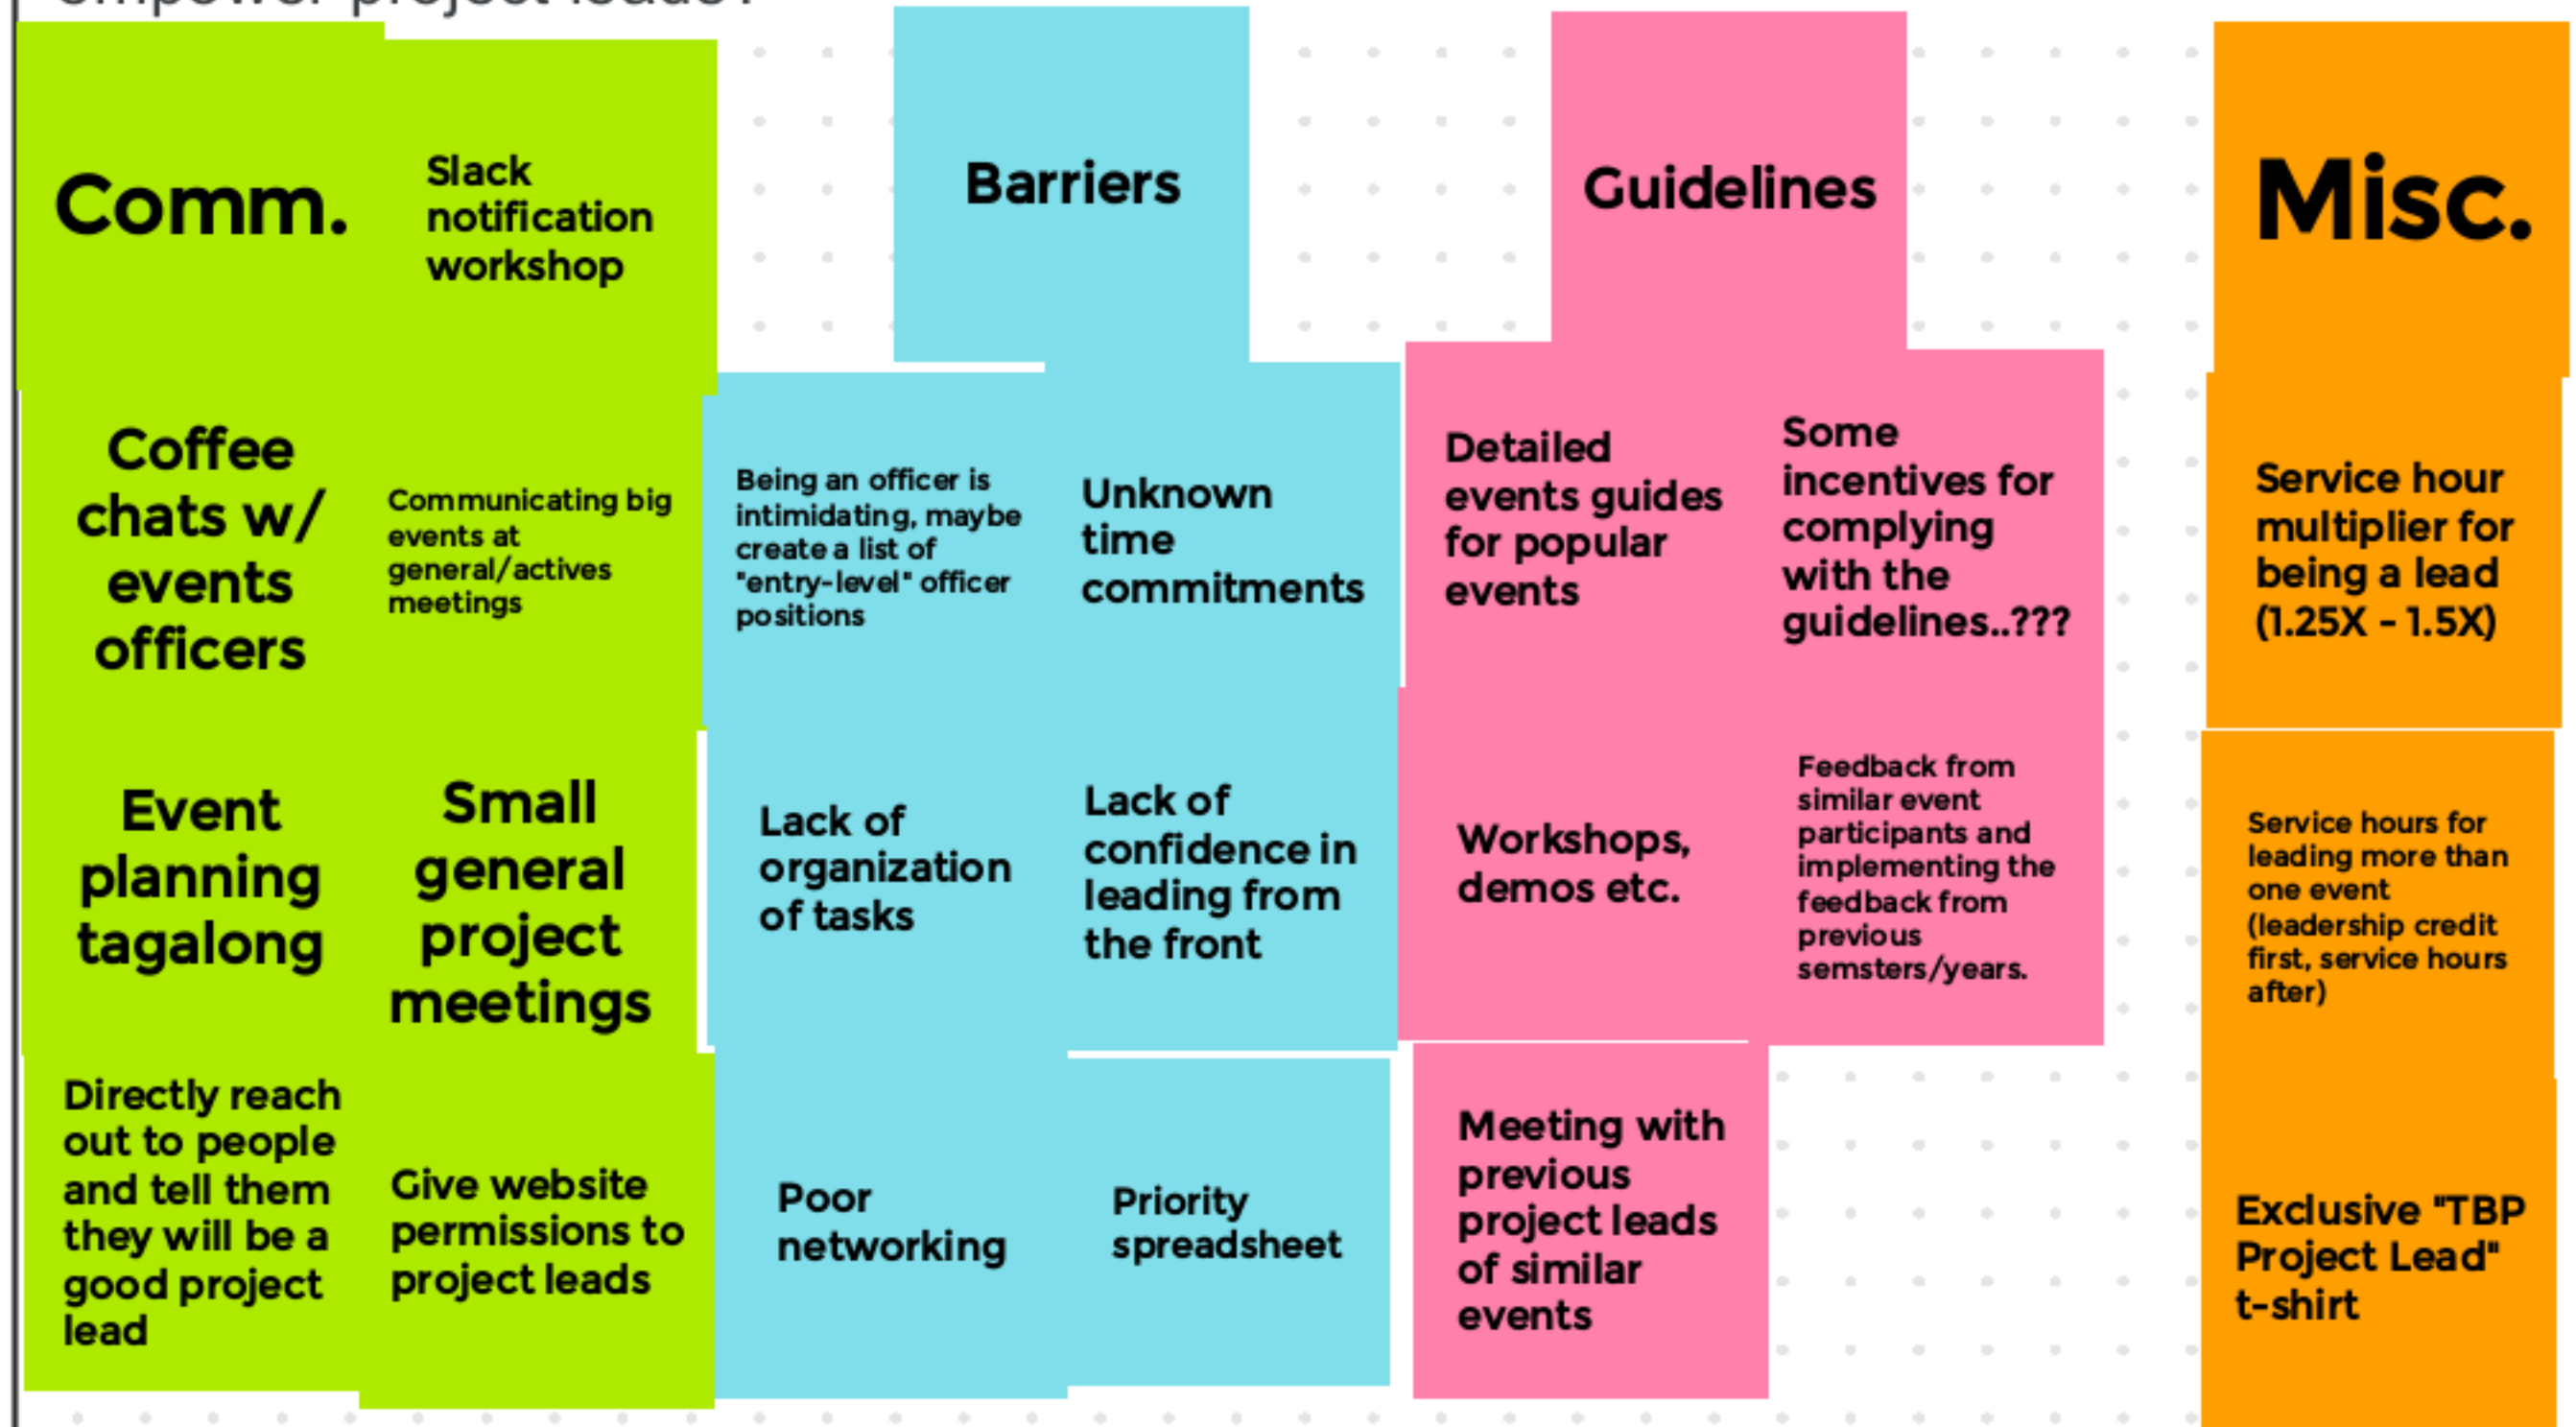 empower project leads?
Comm.
Slack
notification
workshop
Coffee
chats w/
events
officers
Communicating big
events at
general/actives
meetings
Event
planning
tagalong
Small
general
project
meetings
Directly reach
out to people
and tell them
they will be a
good project
lead
Give website
permissions to
project leads
Barriers
Being an officer is
intimidating, maybe
create a list of
"entry-level" officer
positions
Unknown
time
commitments
Lack of
organization
of tasks
Lack of
confidence in
leading from
the front
Poor
networking
Priority
spreadsheet
Guidelines
Detailed
events guides
for popular
events
Some
incentives for
complying
with the
guidelines..???
Workshops,
demos etc.
Feedback from
similar event
participants and
implementing the
feedback from
previous
semsters/years.
Meeting with
previous
project leads
of similar
events
Misc.
Service hour
multiplier for
being a lead
(1.25X - 1.5X)
Service hours for
leading more than
one event
(leadership credit
first, service hours
after)
Exclusive "TBP
Project Lead"
t-shirt